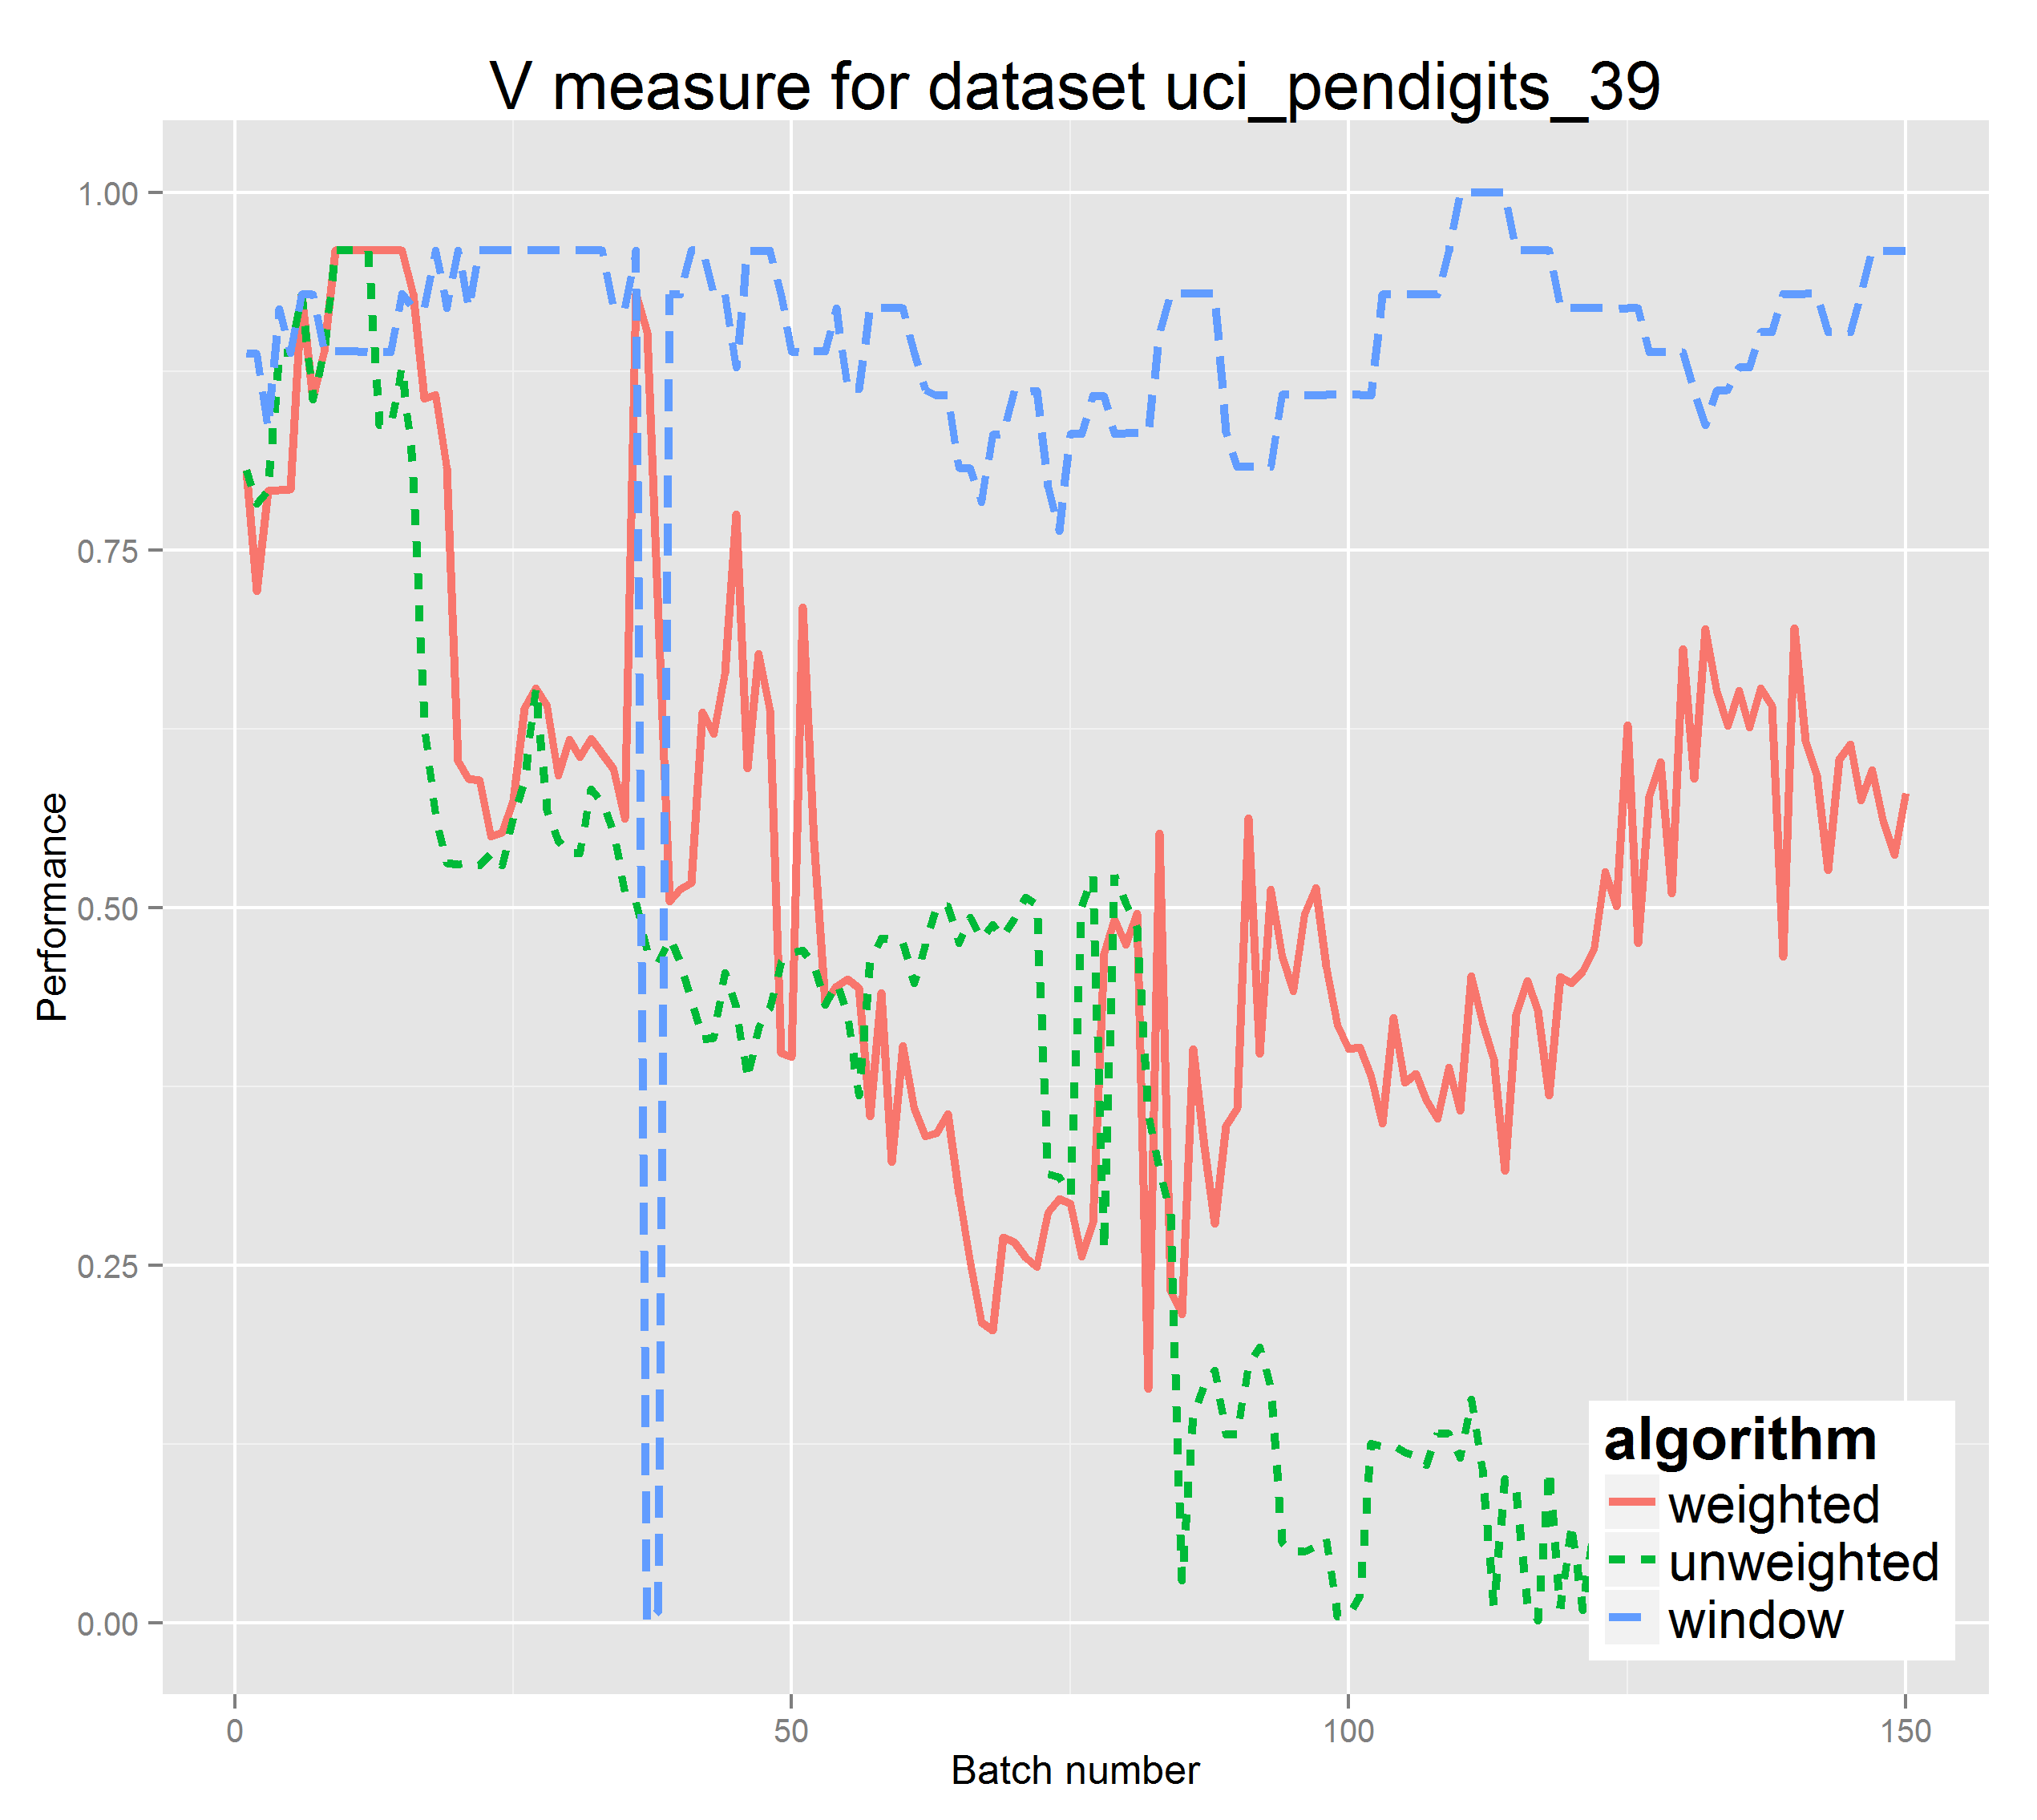 V measure for dataset uci_pendigits_39
1.00
0.75
0.50
0.25
0.00
Performance
0
50
100
150
Batch number
algorithm
weighted
unweighted
window